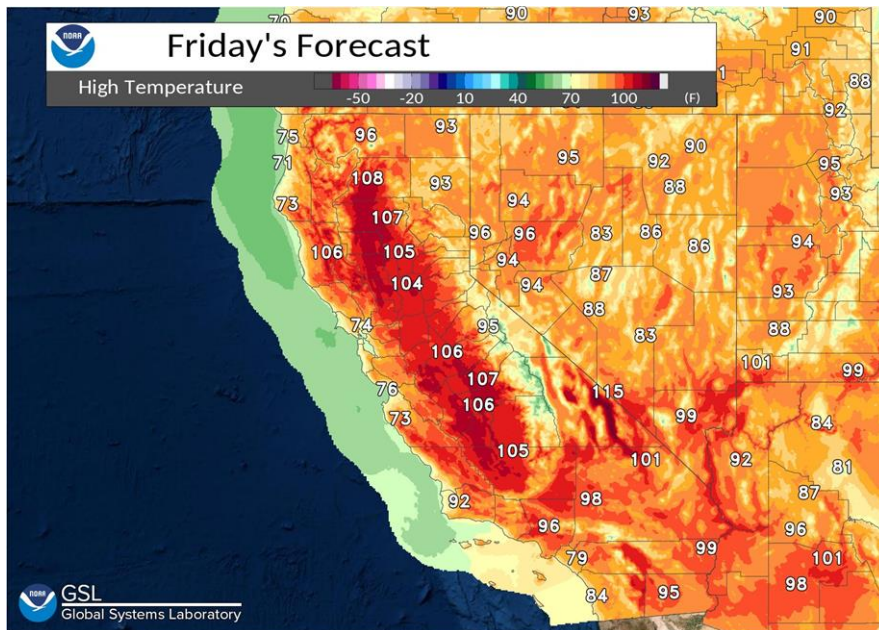 70 90 93 90
NOAA Friday's Forecast
91
High Temperature
-50 -20 10 40 70 100 (F)
88
92
75 96 93 90
71 95 92 95
108 93 88 93
73 107 94
96 96 83 86 94
106 105 94 86
104 94 87 93
88
74 95 83 88
106 101 99
107
76 106 115 99 84
73
105 101 92 81
92 98 87
96 96
79 99 101
84 95 98
NOAA GSL
Global Systems Laboratory